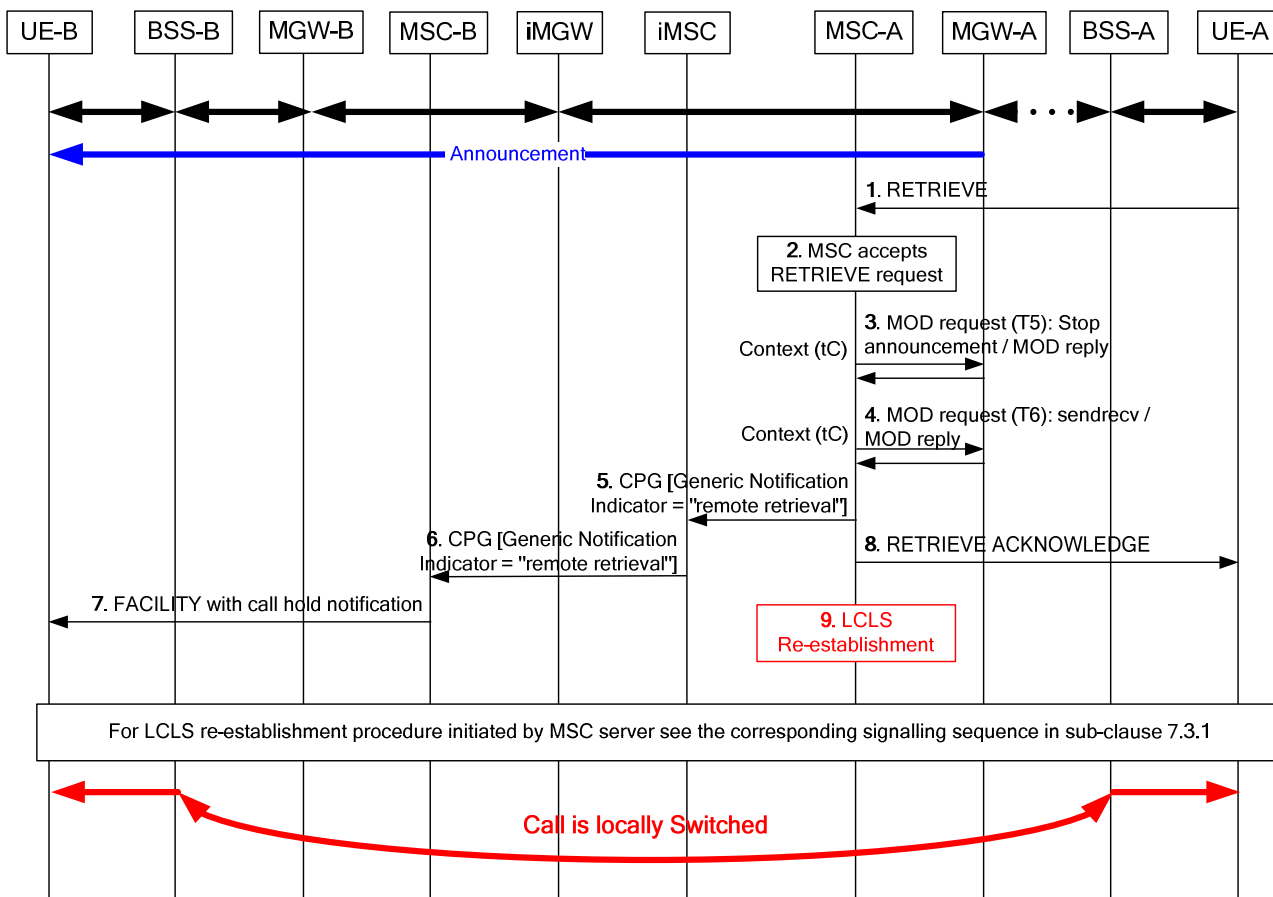 UE-B
BSS-B
MGW-B
MSC-B
iMGW
iMSC
MSC-A
MGW-A
BSS-A
UE-A
Announcement
1. RETRIEVE
2. MSC accepts
RETRIEVE request
3. MOD request (T5): Stop
announcement / MOD reply
Context (tC)
4. MOD request (T6): sendrecv /
MOD reply
Context (tC)
5. CPG [Generic Notification
Indicator = "remote retrieval"]
6. CPG [Generic Notification
Indicator = "remote retrieval"]
8. RETRIEVE ACKNOWLEDGE
7. FACILITY with call hold notification
9. LCLS
Re-establishment
For LCLS re-establishment procedure initiated by MSC server see the corresponding signalling sequence in sub-clause 7.3.1
Call is locally Switched